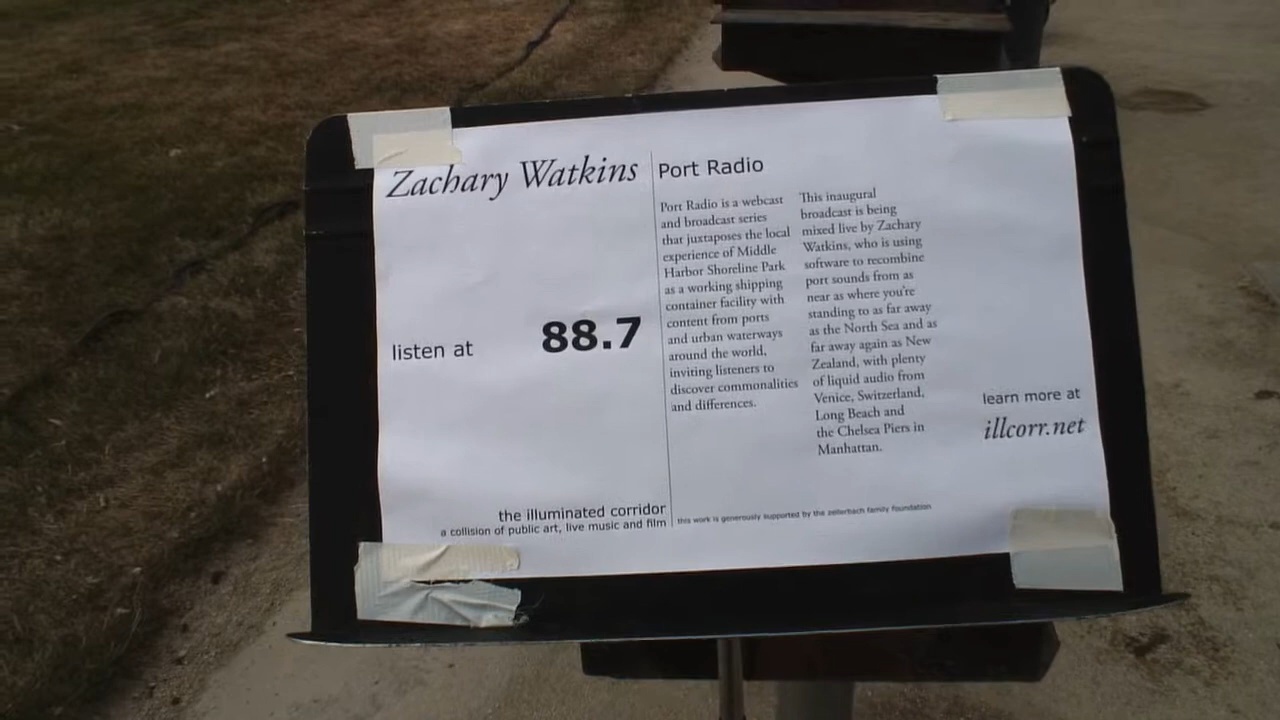 Zachary Watkins
listen at 88.7
the illuminated corridor
a collision of public art, live music and film
Port Radio
Port Radio is a webcast
and broadcast series
that juxtaposes the local
experience of Middle
Harbor Shoreline Park
as a working shipping
container facility with
content from ports
and urban waterways
around the world,
inviting listeners to
discover commonalities
and differences.
This inaugural
broadcast is being
mixed live by Zachary
Watkins, who is using
software to recombine
port sounds from as
near as where you're
standing to as far away
as the North Sea and as
far away again as New
Zealand, with plenty
of liquid audio from
Venice, Switzerland,
Long Beach and
the Chelsea Piers in
Manhattan.
learn more at
illcorr.net
this work is generously supported by the zellerbach family foundation